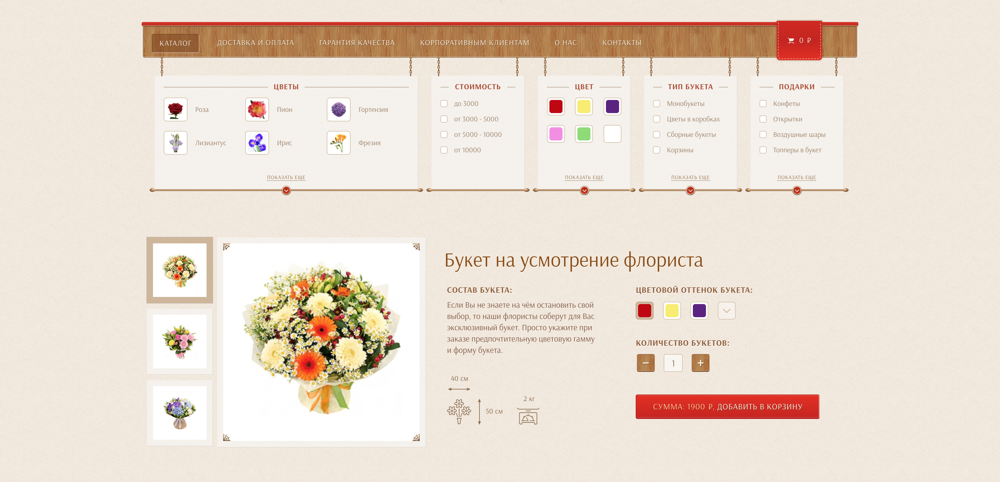 КАТАЛОГ
ДОСТАВКА И ОПЛАТА
ГАРАНТИЯ КАЧЕСТВА
КОРПОРАТИВНЫМ КЛИЕНТАМ
О НАС
КОНТАКТЫ
0 ₽
ЦВЕТЫ
Роза
Пион
Гортензия
Лизиантус
Ирис
Фрезия
ПОКАЗАТЬ ЕЩЕ
СТОИМОСТЬ
до 3000
от 3000 - 5000
от 5000 - 10000
от 10000
ЦВЕТ
ПОКАЗАТЬ ЕЩЕ
ТИП БУКЕТА
Монобукеты
Цветы в коробках
Сборные букеты
Корзины
ПОКАЗАТЬ ЕЩЕ
ПОДАРКИ
Конфеты
Открытки
Воздушные шары
Топперы в букет
ПОКАЗАТЬ ЕЩЕ
Букет на усмотрение флориста
СОСТАВ БУКЕТА:
Если Вы не знаете на чём остановить свой
выбор, то наши флористы соберут для Вас
эксклюзивный букет. Просто укажите при
заказе предпочтительную цветовую гамму
и форму букета.
40 см
50 см
2 кг
ЦВЕТОВОЙ ОТТЕНОК БУКЕТА:
КОЛИЧЕСТВО БУКЕТОВ:
− 1 +
СУММА: 1900 ₽, ДОБАВИТЬ В КОРЗИНУ